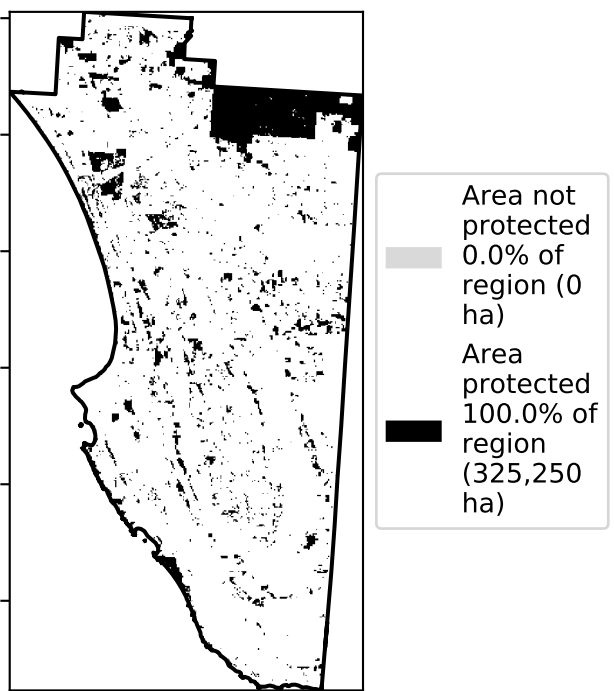 Area not
protected
0.0% of
region (0
ha)
Area
protected
100.0% of
region
(325,250
ha)